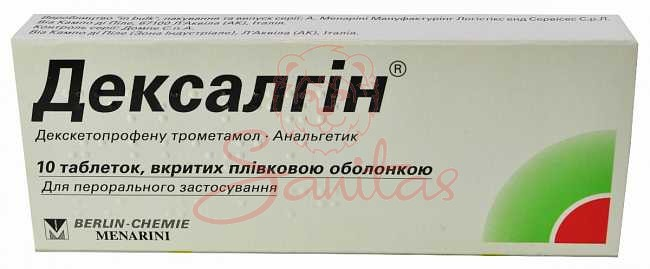 Виробництво "in bulk", пакування та випуск серії: А. Менаріні Мануфактурінг Логістікс енд Сервісес С.р.Л.
Віа Кампо ді Піле, 67100 Л'Аквіла (АК), Італія.
Контроль серії: Домпе С.п.А.
Віа Кампо ді Піле (Зона Індустріале), Л'Аквіла (АК), Італія.
Дексалгін®
Декскетопрофену трометамол · Анальгетик
10 таблеток, вкритих плівковою оболонкою
Для перорального застосування
Sanitas
BERLIN-CHEMIE
MENARINI